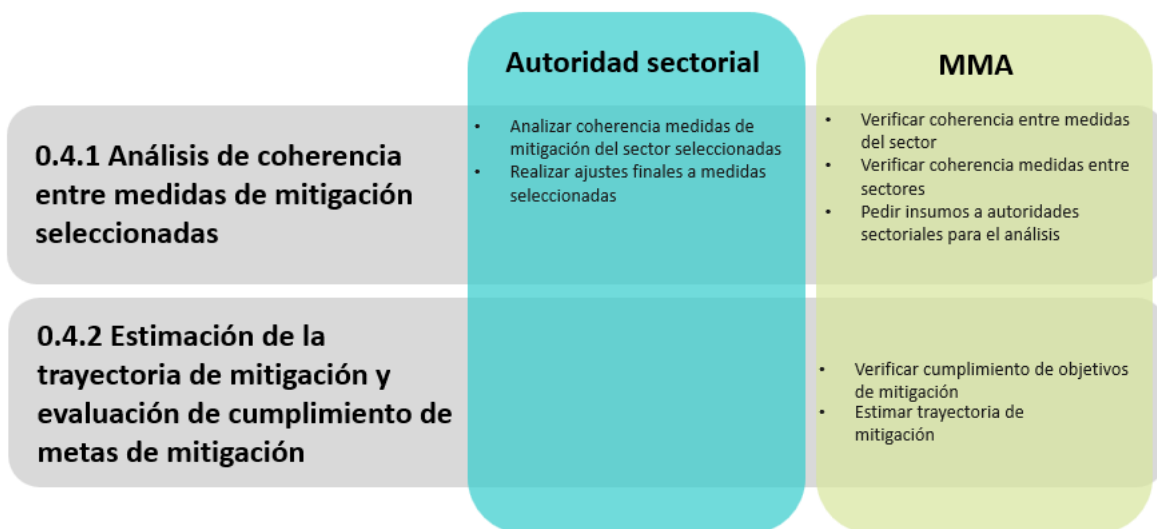 Autoridad sectorial
MMA
0.4.1 Análisis de coherencia
entre medidas de mitigación
seleccionadas
• Analizar coherencia medidas de
mitigación del sector seleccionadas
• Realizar ajustes finales a medidas
seleccionadas
• Verificar coherencia entre medidas
del sector
• Verificar coherencia medidas entre
sectores
• Pedir insumos a autoridades
sectoriales para el análisis
0.4.2 Estimación de la
trayectoria de mitigación y
evaluación de cumplimiento de
metas de mitigación
• Verificar cumplimiento de objetivos
de mitigación
• Estimar trayectoria de
mitigación